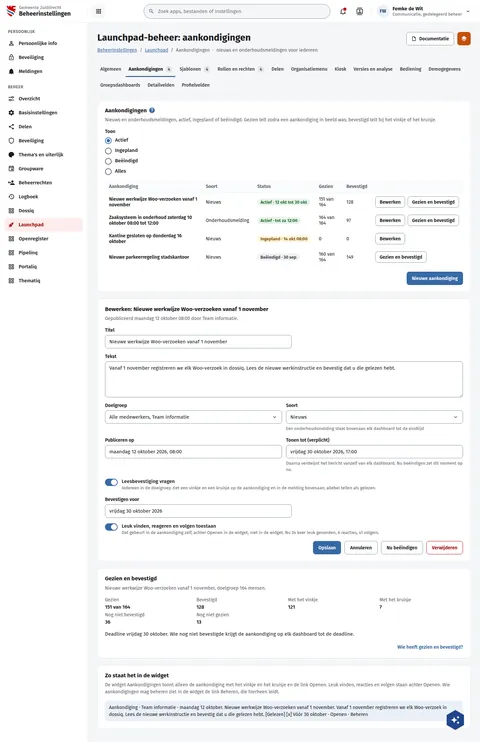 Gemeente Zuiddrecht
Beheerinstellingen
Zoek apps, bestanden of instellingen
FW
Femke de Wit
Communicatie, gedelegeerd beheer
PERSOONLIJK
Persoonlijke info
Beveiliging
Meldingen
BEHEER
Overzicht
Basisinstellingen
Delen
Beveiliging
Thema's en uiterlijk
Groupware
Beheerrechten
Logboek
Dossiq
Launchpad
Openregister
Pipelinq
Portaliq
Thematiq
Launchpad-beheer: aankondigingen
Beheerinstellingen / Launchpad / Aankondigingen · nieuws en onderhoudsmeldingen voor iedereen
Documentatie
Algemeen Aankondigingen 4 Sjablonen Rollen en rechten Delen Organisatiemenu Kiosk Versies en analyse Bediening Demogegevens
Groepsdashboards Detailvelden Profielvelden
Aankondigingen ?
Nieuws en onderhoudsmeldingen, actief, ingepland of beëindigd. Gezien telt zodra een aankondiging in beeld was; bevestigd telt bij het vinkje of het kruisje.
Toon
Actief
Ingepland
Beëindigd
Alles
Aankondiging Soort Status Gezien Bevestigd
Nieuwe werkwijze Woo-verzoeken vanaf 1 november Nieuws Actief · 12 okt tot 30 okt 151 van 164 128 Bewerken Gezien en bevestigd
Zaaksysteem in onderhoud zaterdag 10 oktober 08:00 tot 12:00 Onderhoudsmelding Actief · tot za 12:00 164 van 164 97 Bewerken Gezien en bevestigd
Kantine gesloten op donderdag 16 oktober Nieuws Ingepland · 14 okt 08:00 0 0 Bewerken
Nieuwe parkeerregeling stadskantoor Nieuws Beëindigd · 30 sep 160 van 164 149 Gezien en bevestigd
Nieuwe aankondiging
Bewerken: Nieuwe werkwijze Woo-verzoeken vanaf 1 november
Gepubliceerd maandag 12 oktober 08:00 door Team Informatie.
Titel
Nieuwe werkwijze Woo-verzoeken vanaf 1 november
Tekst
Vanaf 1 november registreren we elk Woo-verzoek in dossiq. Lees de nieuwe werkinstructie en bevestig dat u die gelezen hebt.
Doelgroep Soort
Alle medewerkers, Team Informatie Nieuws
Een onderhoudsmelding staat bovenaan elk dashboard tot de eindtijd
Publiceren op Tonen tot (verplicht)
maandag 12 oktober 2026, 08:00 vrijdag 30 oktober 2026, 17:00
Daarna verdwijnt het bericht vanzelf van elk dashboard. Nu beëindigen zet dit moment op nu.
Leesbevestiging vragen
Iedereen in de doelgroep ziet een vinkje en een kruisje op de aankondiging en in de melding bovenaan; allebei tellen als gelezen.
Bevestigen voor
vrijdag 30 oktober 2026
Leuk vinden, reageren en volgen toestaan
Opslaan Annuleren Nu beëindigen Verwijderen
Gezien en bevestigd
Nieuwe werkwijze Woo-verzoeken vanaf 1 november, doelgroep 164 mensen.
Gezien Bevestigd Met het vinkje Met het kruisje
151 van 164 128 121 7
Nog niet bevestigd Nog niet gezien
36 13
Deadline vrijdag 30 oktober. Wie nog niet bevestigde krijgt de aankondiging op elk dashboard tot de deadline.
Wie heeft gezien en bevestigd?
Zo staat het in de widget
De widget Aankondigingen toont alleen de aankondiging met het vinkje en het kruisje en de link Openen. Leuk vinden, reacties en volgen staan achter Openen. Wie
aankondigingen mag beheren ziet in de widget de link Beheren, die hierheen leidt.
Aankondiging · Team Informatie · maandag 12 oktober. Nieuwe werkwijze Woo-verzoeken vanaf 1 november. Vanaf 1 november registreren we elk Woo-verzoek in
dossiq. Lees de nieuwe werkinstructie en bevestig dat u die gelezen hebt. [Gelezen] [x] Vóór 30 oktober · Openen · Beheren